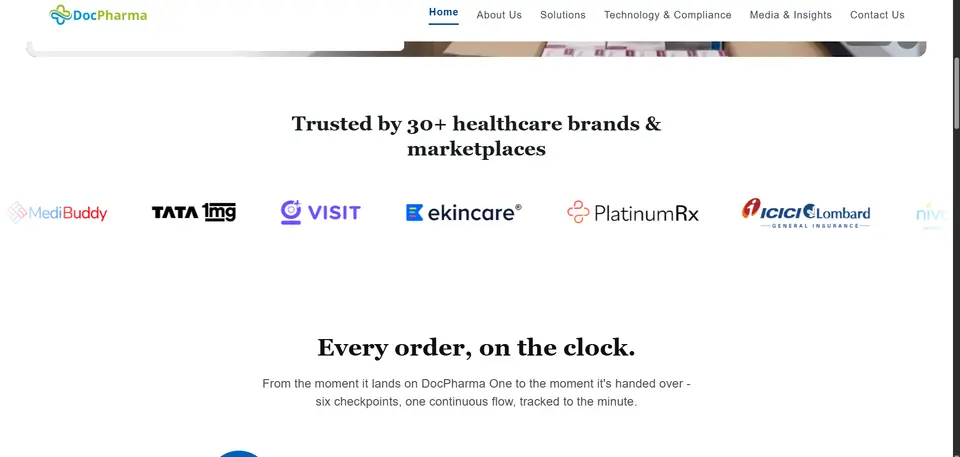 DocPharma
Home About Us Solutions Technology & Compliance Media & Insights Contact Us
Trusted by 30+ healthcare brands &
marketplaces
MediBuddy TATA 1mg VISIT ekincare® PlatinumRx ICICI Lombard
GENERAL INSURANCE
Every order, on the clock.
From the moment it lands on DocPharma One to the moment it's handed over -
six checkpoints, one continuous flow, tracked to the minute.